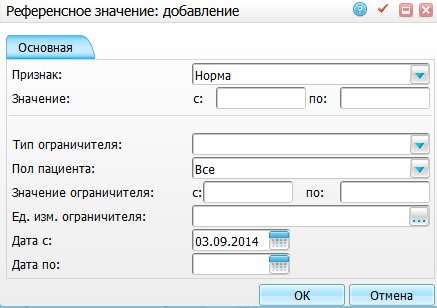 Референсное значение: добавление
Основная
Признак: Норма
Значение: с: по:
Тип ограничителя:
Пол пациента: Все
Значение ограничителя: с: по:
Ед. изм. ограничителя: ...
Дата с: 03.09.2014
Дата по:
OK Отмена